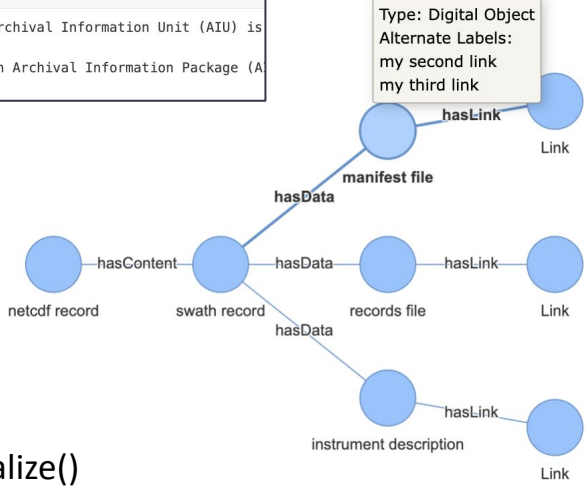 rchival Information Unit (AIU) is
n Archival Information Package (A
Type: Digital Object
Alternate Labels:
my second link
my third link
hasLink
Link
manifest file
hasData
hasContent
hasData
hasLink
netcdf record
swath record
records file
Link
hasData
hasLink
instrument description
Link
alize()